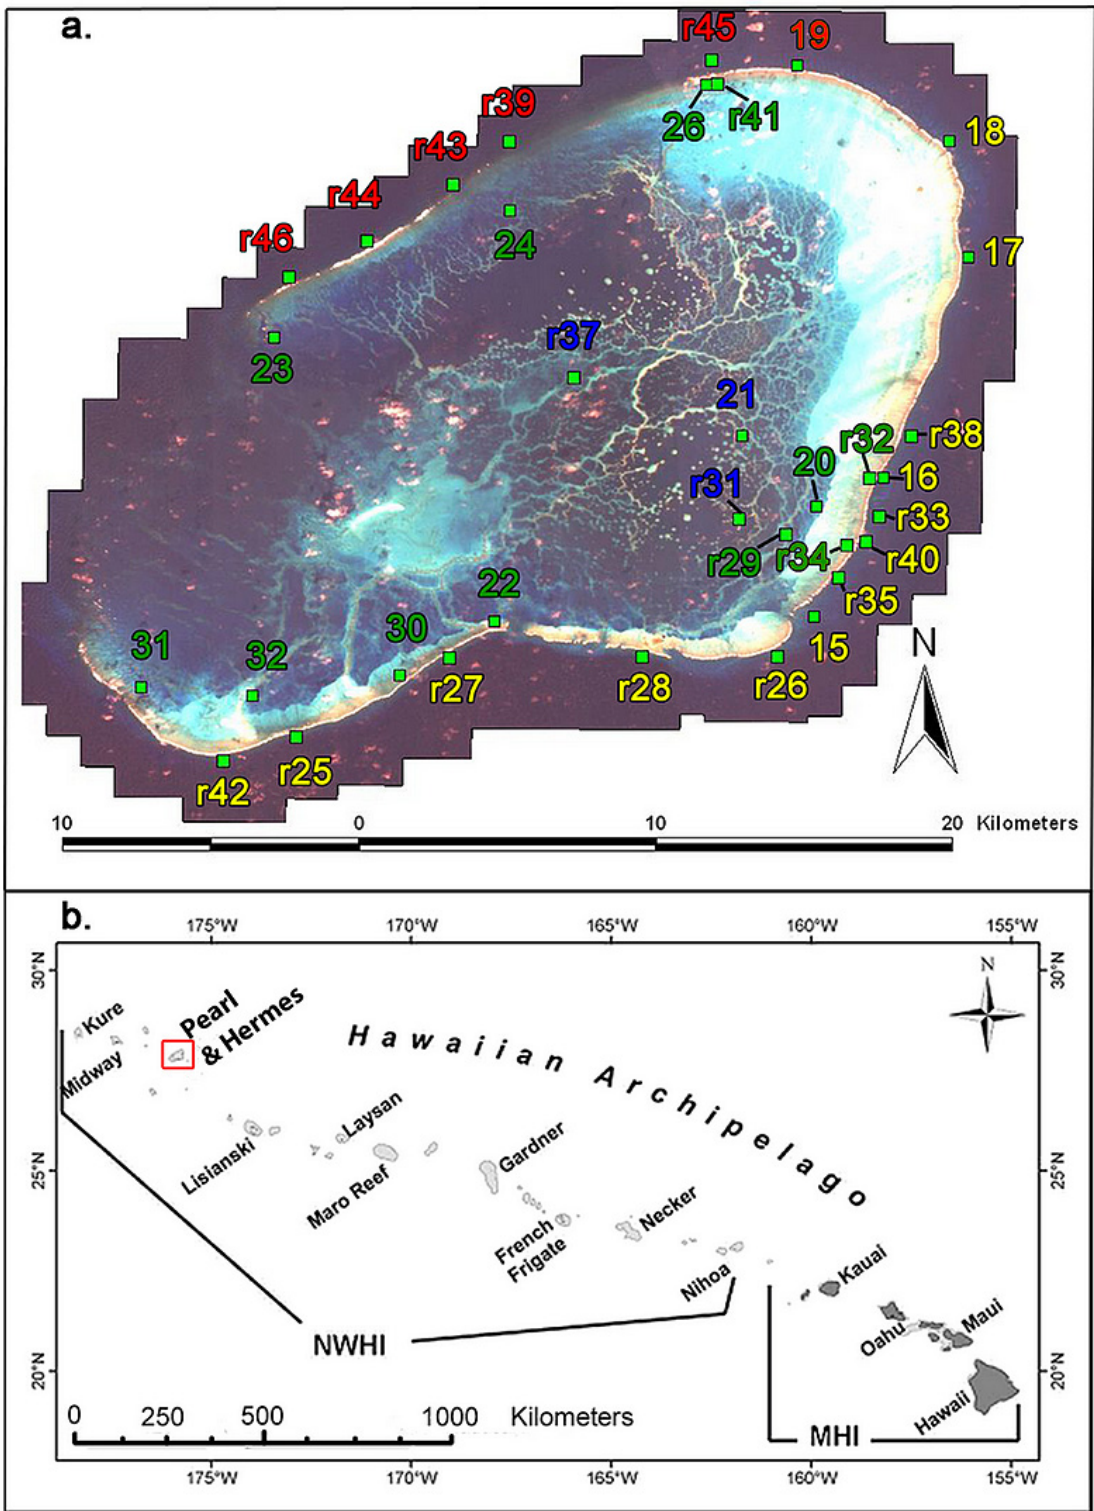 a.
r45
19
r39
26
r41
r43
18
r44
24
r46
17
23
r37
21
r38
r32
20
16
r31
r33
r29
r34
r40
22
r35
30
15
31
32
r27
r28
r26
N
r25
r42
10 0 10 20 Kilometers
b.
175°W 170°W 165°W 160°W 155°W
30°N 30°N
N
Kure
Pearl
& Hermes
Midway
Hawaiian Archipelago
Laysan
Lisianski
Maro Reef
Gardner
25°N 25°N
French
Frigate
Necker
Nihoa
Kauai
Oahu
Maui
NWHI
20°N 20°N
Hawaii
0 250 500 1000 Kilometers
MHI
175°W 170°W 165°W 160°W 155°W